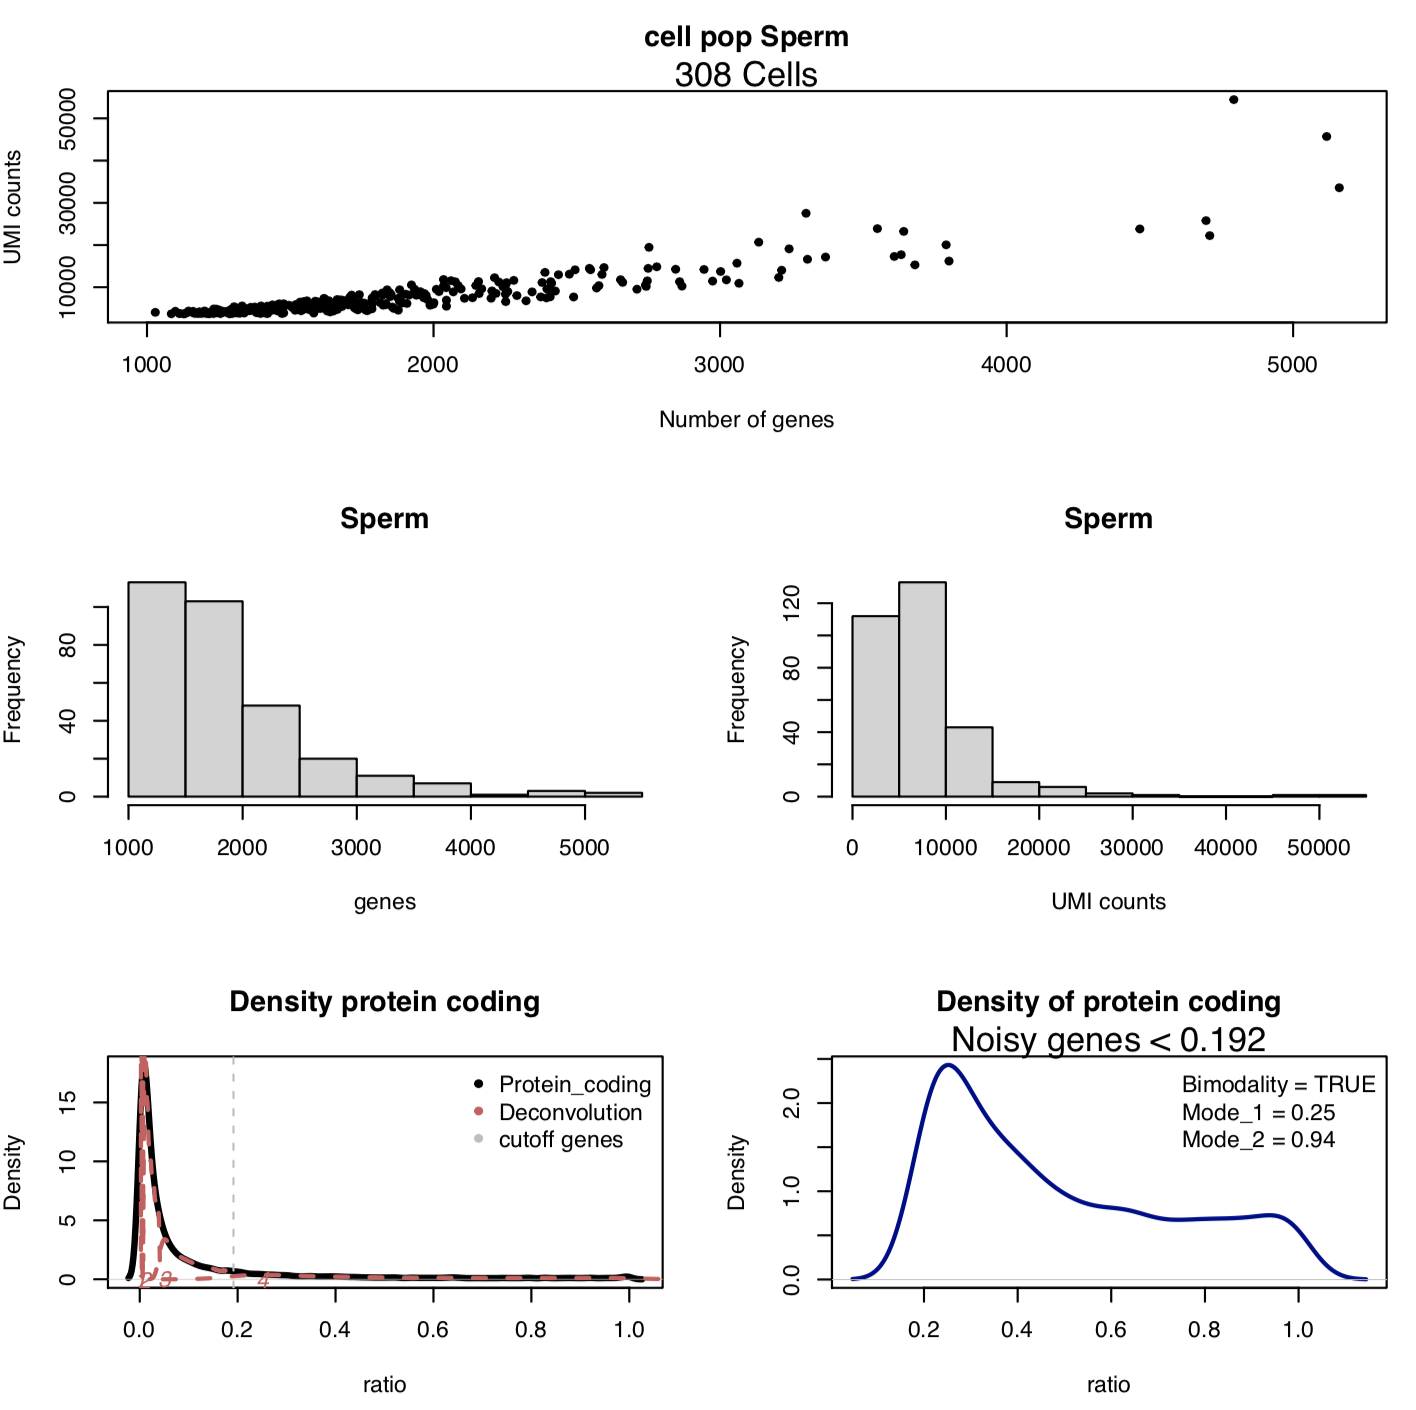 cell pop Sperm
308 Cells
UMI counts
10000 30000 50000
1000 2000 3000 4000 5000
Number of genes
Sperm
Frequency
0 40 80
1000 2000 3000 4000 5000
genes
Sperm
Frequency
0 40 80 120
0 10000 20000 30000 40000 50000
UMI counts
Density protein coding
Protein_coding
Deconvolution
cutoff genes
Density
0 5 10 15
2 3 4
0.0 0.2 0.4 0.6 0.8 1.0
ratio
Density of protein coding
Noisy genes < 0.192
Bimodality = TRUE
Mode_1 = 0.25
Mode_2 = 0.94
Density
0.0 1.0 2.0
0.2 0.4 0.6 0.8 1.0
ratio